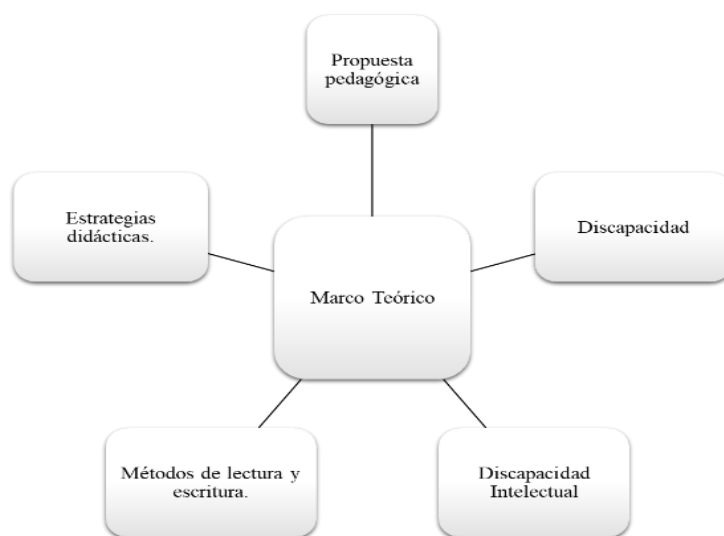 Propuesta
pedagógica
Estrategias
didácticas.
Discapacidad
Marco Teórico
Métodos de lectura y
escritura.
Discapacidad
Intelectual